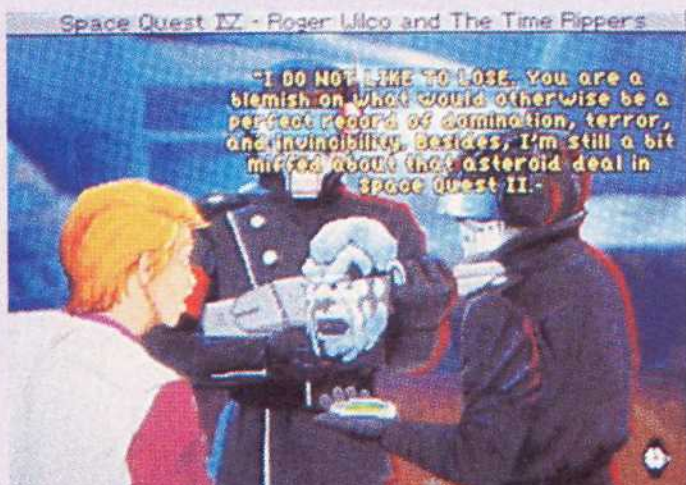 Space Quest IV - Roger Wilco and The Time Rippers
"I DO NOT LIKE TO LOSE. You are a
blemish on what would otherwise be a
perfect record of domination, terror,
and invincibility. Besides, I'm still a bit
miffed about that asteroid deal in
Space Quest II."